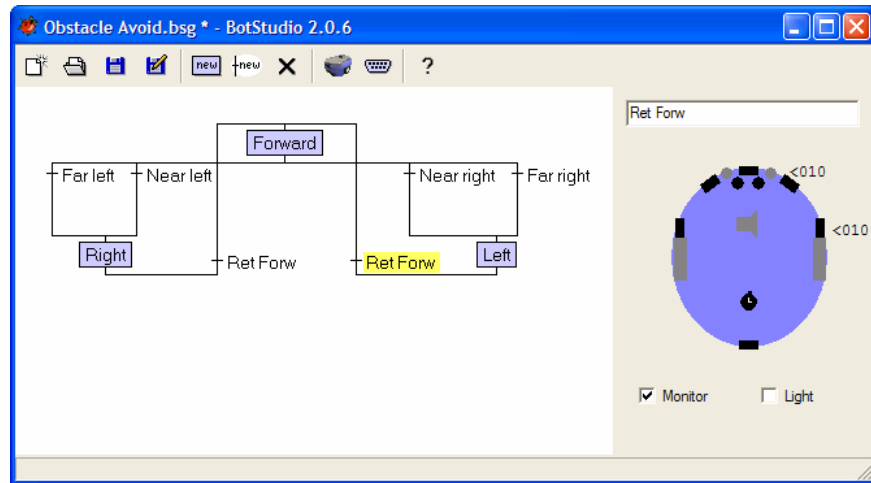 Obstacle Avoid.bsg * - BotStudio 2.0.6
new new ?
Forward
Far left Near left Near right Far right
Right Ret Forw Ret Forw Left
Ret Forw
<010
<010
Monitor Light